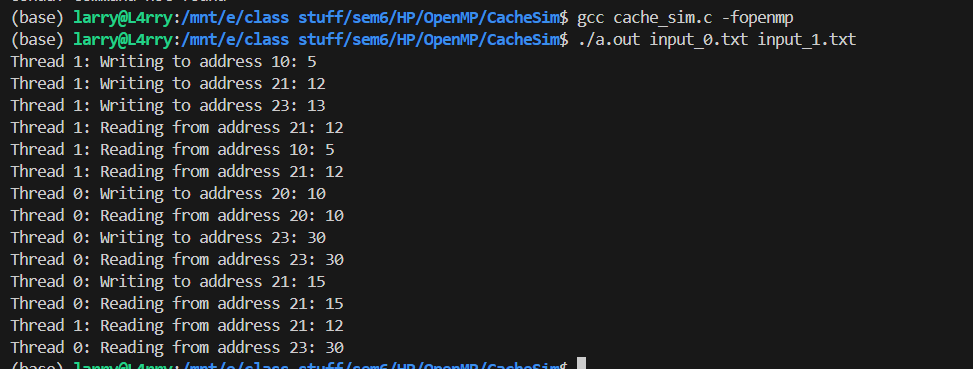 (base) larry@L4rry:/mnt/e/class stuff/sem6/HP/OpenMP/CacheSim$ gcc cache_sim.c -fopenmp
(base) larry@L4rry:/mnt/e/class stuff/sem6/HP/OpenMP/CacheSim$ ./a.out input_0.txt input_1.txt
Thread 1: Writing to address 10: 5
Thread 1: Writing to address 21: 12
Thread 1: Writing to address 23: 13
Thread 1: Reading from address 21: 12
Thread 1: Reading from address 10: 5
Thread 1: Reading from address 21: 12
Thread 0: Writing to address 20: 10
Thread 0: Reading from address 20: 10
Thread 0: Writing to address 23: 30
Thread 0: Reading from address 23: 30
Thread 0: Writing to address 21: 15
Thread 0: Reading from address 21: 15
Thread 1: Reading from address 21: 12
Thread 0: Reading from address 23: 30
(base) larry@L4rry:/mnt/e/class stuff/sem6/HP/OpenMP/CacheSim$